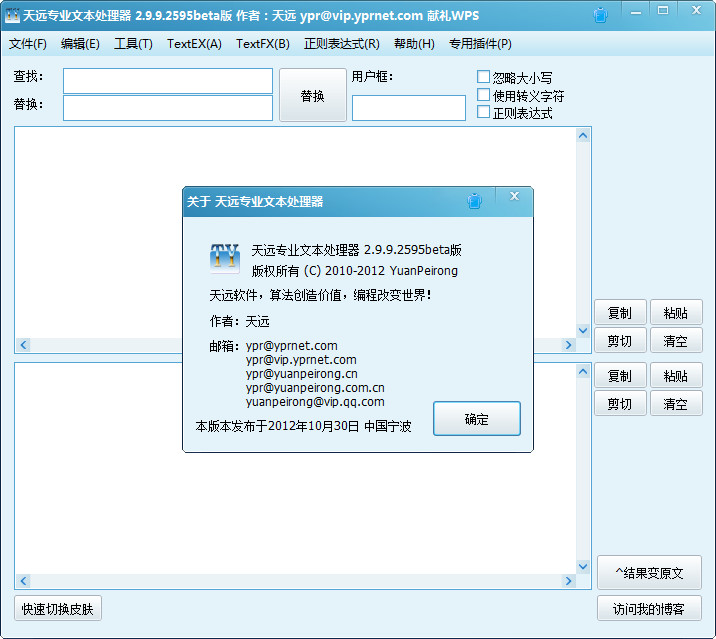 天远专业文本处理器 2.9.9.2595beta版 作者：天远 ypr@vip.yprnet.com 献礼WPS
文件(F) 编辑(E) 工具(T) TextEX(A) TextFX(B) 正则表达式(R) 帮助(H) 专用插件(P)
查找：
替换：
替换
用户框：
忽略大小写
使用转义字符
正则表达式
关于 天远专业文本处理器
TY
天远专业文本处理器 2.9.9.2595beta版
版权所有 (C) 2010-2012 YuanPeirong
天远软件，算法创造价值，编程改变世界！
作者：天远
邮箱：ypr@yprnet.com
ypr@vip.yprnet.com
ypr@yuanpeirong.cn
ypr@yuanpeirong.com.cn
yuanpeirong@vip.qq.com
本版本发布于2012年10月30日 中国宁波
确定
复制 粘贴
剪切 清空
复制 粘贴
剪切 清空
^结果变原文
快速切换皮肤
访问我的博客